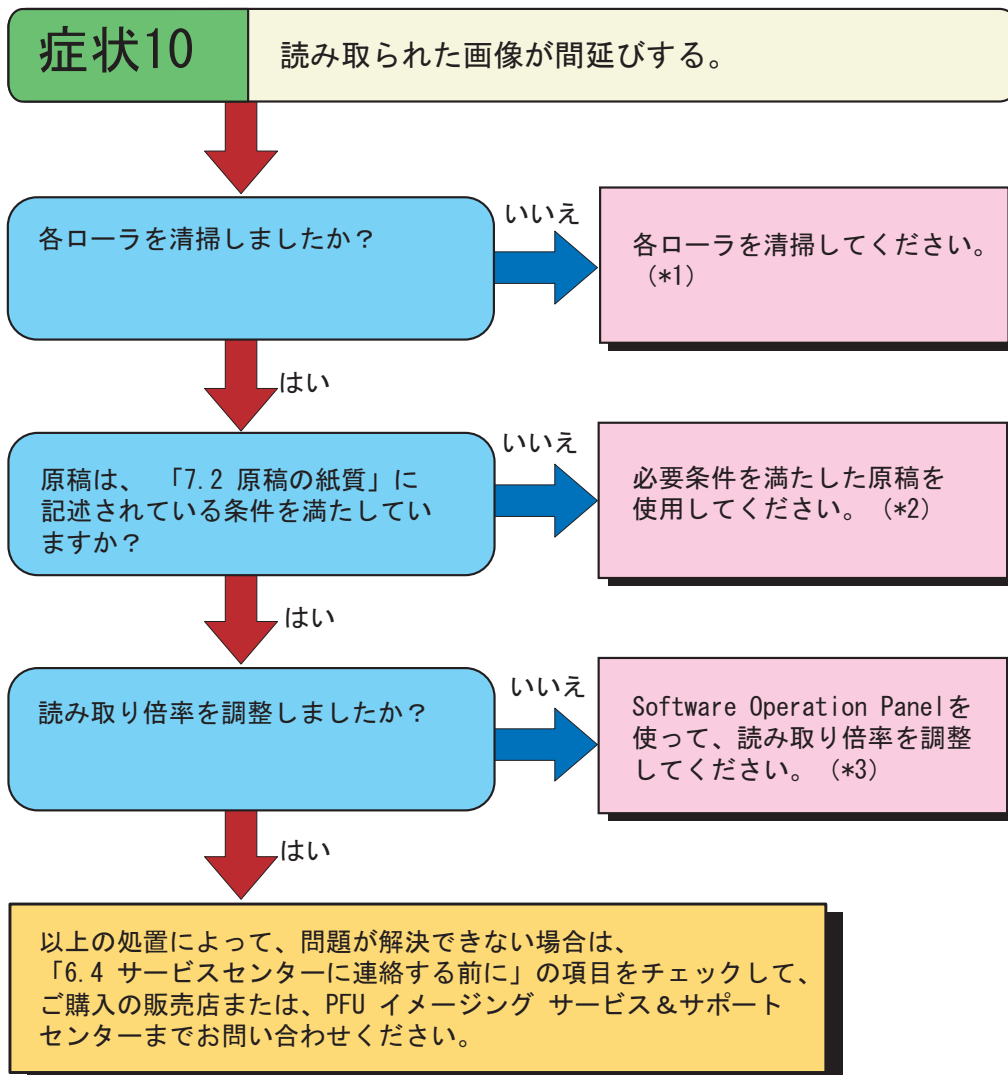 症状10
読み取られた画像が間延びする。
各ローラを清掃しましたか？
いいえ
各ローラを清掃してください。
(*1)
はい
原稿は、 「7.2 原稿の紙質」に
記述されている条件を満たしてい
ますか？
いいえ
必要条件を満たした原稿を
使用してください。 (*2)
はい
読み取り倍率を調整しましたか？
いいえ
Software Operation Panelを
使って、読み取り倍率を調整
してください。 (*3)
はい
以上の処置によって、問題が解決できない場合は、
「6.4 サービスセンターに連絡する前に」の項目をチェックして、
ご購入の販売店または、PFU イメージング サービス＆サポート
センターまでお問い合わせください。